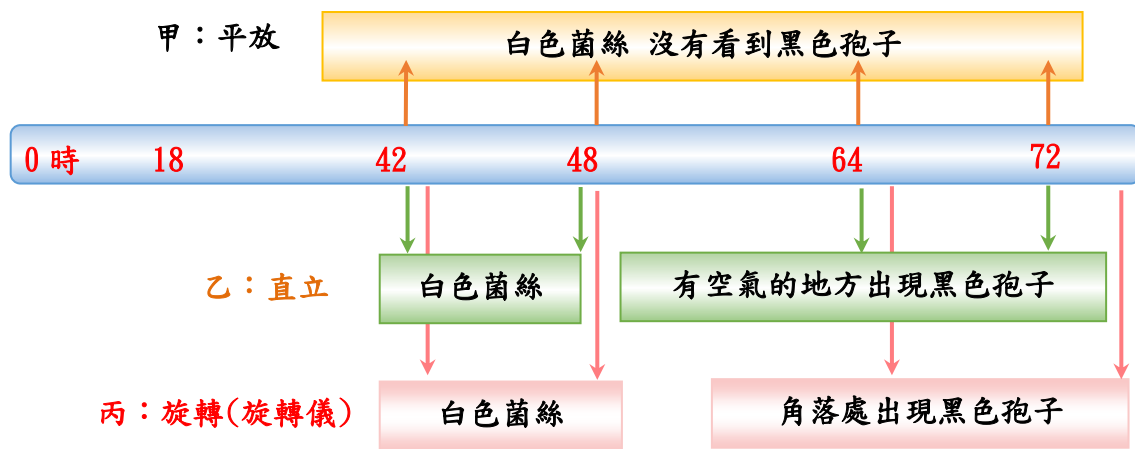 甲：平放
白色菌絲 沒有看到黑色孢子
0 時 18 42 48 64 72
乙：直立
白色菌絲
有空氣的地方出現黑色孢子
丙：旋轉(旋轉儀)
白色菌絲
角落處出現黑色孢子